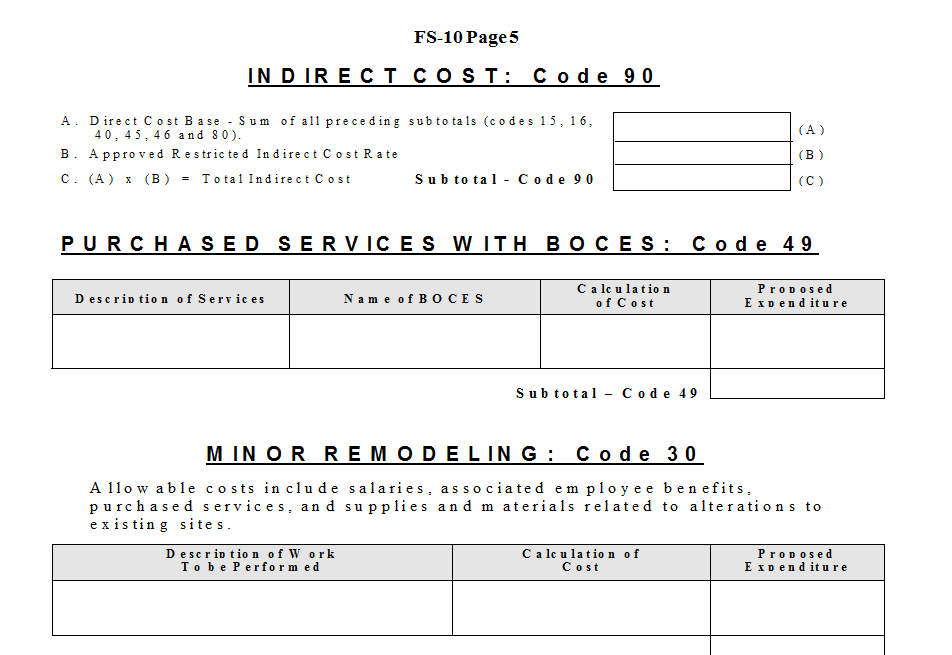 FS-10 Page 5
INDIRECT COST: Code 90
A. Direct Cost Base - Sum of all preceding subtotals (codes 15, 16,
40, 45, 46 and 80).
(A)
B. Approved Restricted Indirect Cost Rate
(B)
C. (A) x (B) = Total Indirect Cost Subtotal - Code 90
(C)
PURCHASED SERVICES WITH BOCES: Code 49
Description of Services Name of BOCES Calculation
of Cost Proposed
Expenditure
Subtotal – Code 49
MINOR REMODELING: Code 30
Allowable costs include salaries, associated employee benefits,
purchased services, and supplies and materials related to alterations to
existing sites.
Description of Work
To be Performed Calculation of
Cost Proposed
Expenditure